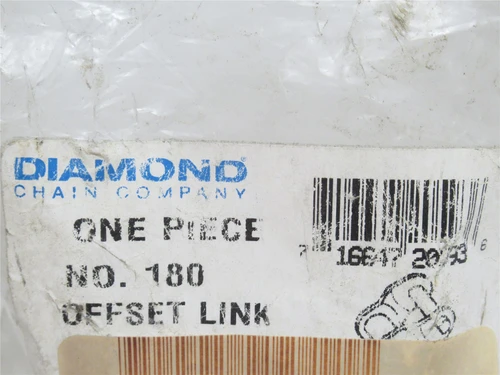 DIAMOND
CHAIN COMPANY
ONE PIECE
NO. 180
OFFSET LINK